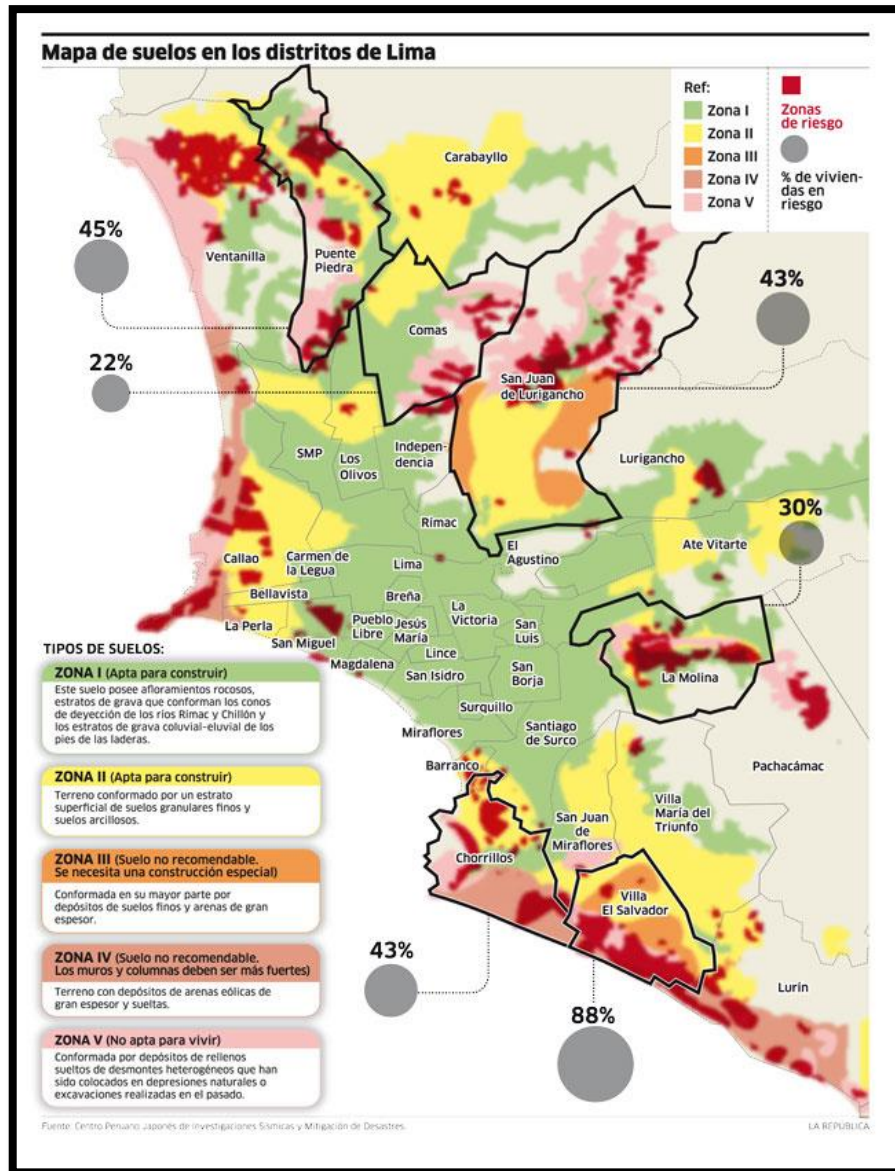 Mapa de suelos en los distritos de Lima
Ref:
Zona I
Zona II
Zona III
Zona IV
Zona V
Zonas
de riesgo
% de vivien-
das en
riesgo
Carabayllo
45%
Ventanilla
Puente
Piedra
43%
Comas
22%
San Juan
de Lurigancho
SMP
Los
Olivos
Indepen-
dencia
Lurigancho
Rimac
30%
El
Agustino
Ate Vitarte
Callao
Carmen de
la Legua
Lima
Bellavista
Breña
La Perla
Pueblo
Libre
Jesús
María
La
Victoria
San
Luis
San Miguel
Lince
Magdalena
San Isidro
San
Borja
La Molina
Surquillo
Miraflores
Santiago
de Surco
Barranco
Pachacámac
San Juan
de
Miraflores
Villa
María del
Triunfo
Chorrillos
Villa
El Salvador
43%
88%
Lurín
TIPOS DE SUELOS:
ZONA I (Apta para construir)
Este suelo posee afloramientos rocosos,
estratos de grava que conforman los conos
de deyección de los ríos Rimac y Chillón y
los estratos de grava coluvial-eluvial de los
pies de las laderas.
ZONA II (Apta para construir)
Terreno conformado por un estrato
superficial de suelos granulares finos y
suelos arcillosos.
ZONA III (Suelo no recomendable.
Se necesita una construcción especial)
Conformada en su mayor parte por
depósitos de suelos finos y arenas de gran
espesor.
ZONA IV (Suelo no recomendable.
Los muros y columnas deben ser más fuertes)
Terreno con depósitos de arenas eólicas de
gran espesor y sueltas.
ZONA V (No apta para vivir)
Conformada por depósitos de rellenos
sueltos de desmontes heterogéneos que han
sido colocados en depresiones naturales o
excavaciones realizadas en el pasado.
Fuente: Centro Peruano Japonés de Investigaciones Sísmicas y Mitigación de Desastres.
LA REPÚBLICA